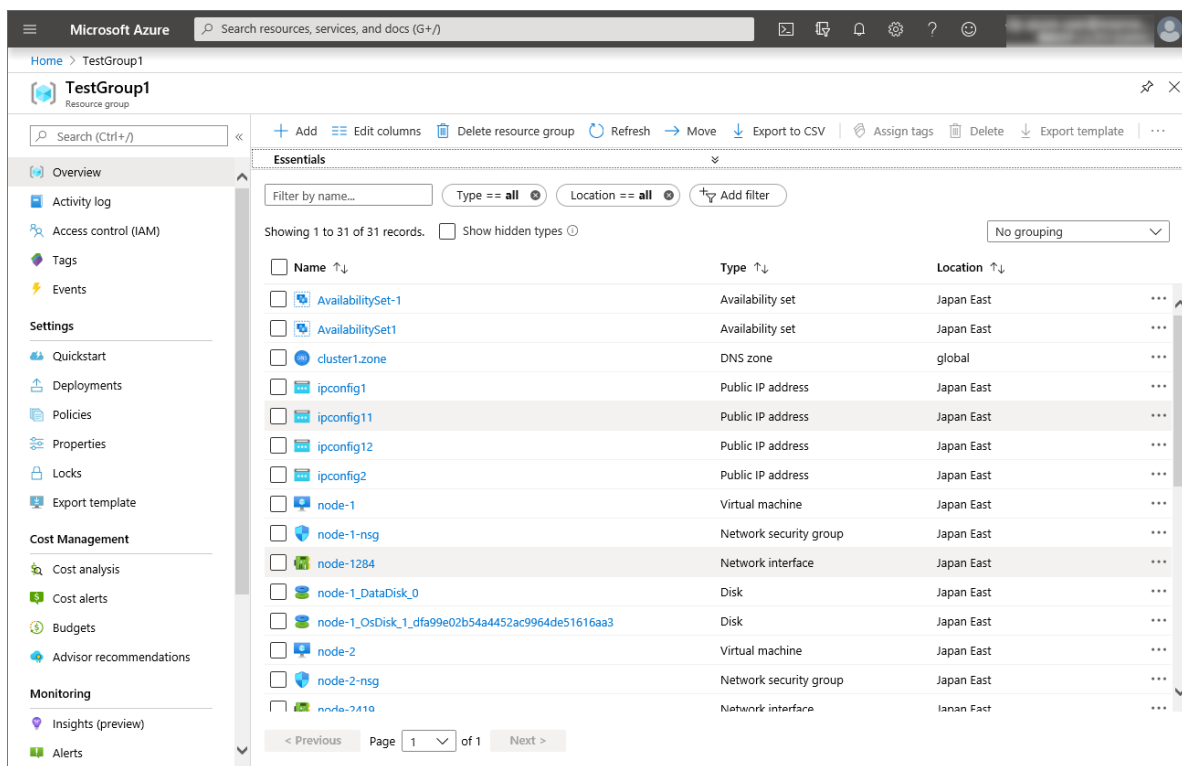 Microsoft Azure
Search resources, services, and docs (G+/)
Home > TestGroup1
TestGroup1
Resource group
Search (Ctrl+/)
«
Overview
Activity log
Access control (IAM)
Tags
Events
Settings
Quickstart
Deployments
Policies
Properties
Locks
Export template
Cost Management
Cost analysis
Cost alerts
Budgets
Advisor recommendations
Monitoring
Insights (preview)
Alerts
Add Edit columns Delete resource group Refresh Move Export to CSV Assign tags Delete Export template ...
Essentials
Filter by name... Type == all Location == all Add filter
Showing 1 to 31 of 31 records. Show hidden types No grouping
Name ↑↓ Type ↑↓ Location ↑↓
AvailabilitySet-1 Availability set Japan East ...
AvailabilitySet1 Availability set Japan East ...
DNS cluster1.zone DNS zone global ...
ipconfig1 Public IP address Japan East ...
ipconfig11 Public IP address Japan East ...
ipconfig12 Public IP address Japan East ...
ipconfig2 Public IP address Japan East ...
node-1 Virtual machine Japan East ...
node-1-nsg Network security group Japan East ...
node-1284 Network interface Japan East ...
node-1_DataDisk_0 Disk Japan East ...
node-1_OsDisk_1_dfa99e02b54a4452ac9964de51616aa3 Disk Japan East ...
node-2 Virtual machine Japan East ...
node-2-nsg Network security group Japan East ...
node-2419 Network interface Japan East ...
< Previous Page 1 of 1 Next >